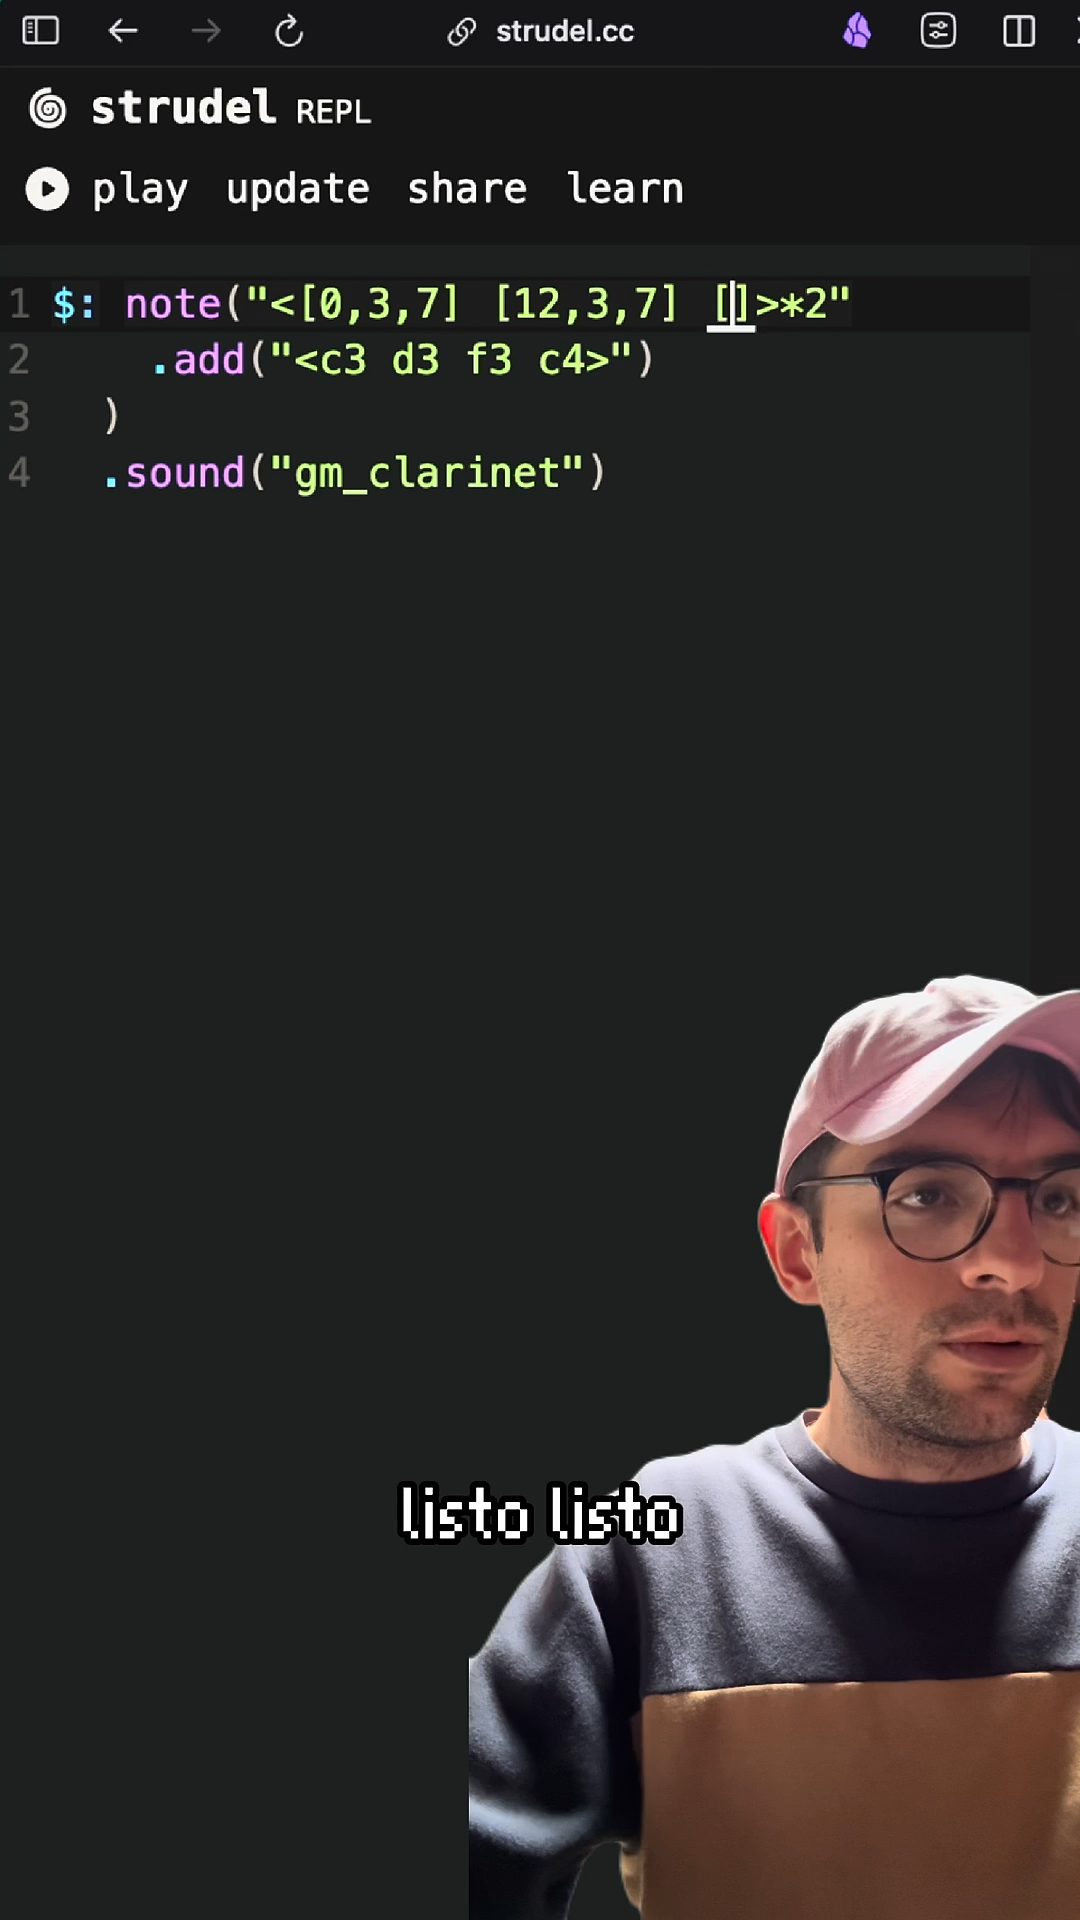 strudel.cc
strudel REPL
play update share learn
1 $: note("<[0,3,7] [12,3,7] []>*2"
2 .add("<c3 d3 f3 c4>")
3 )
4 .sound("gm_clarinet")
listo listo